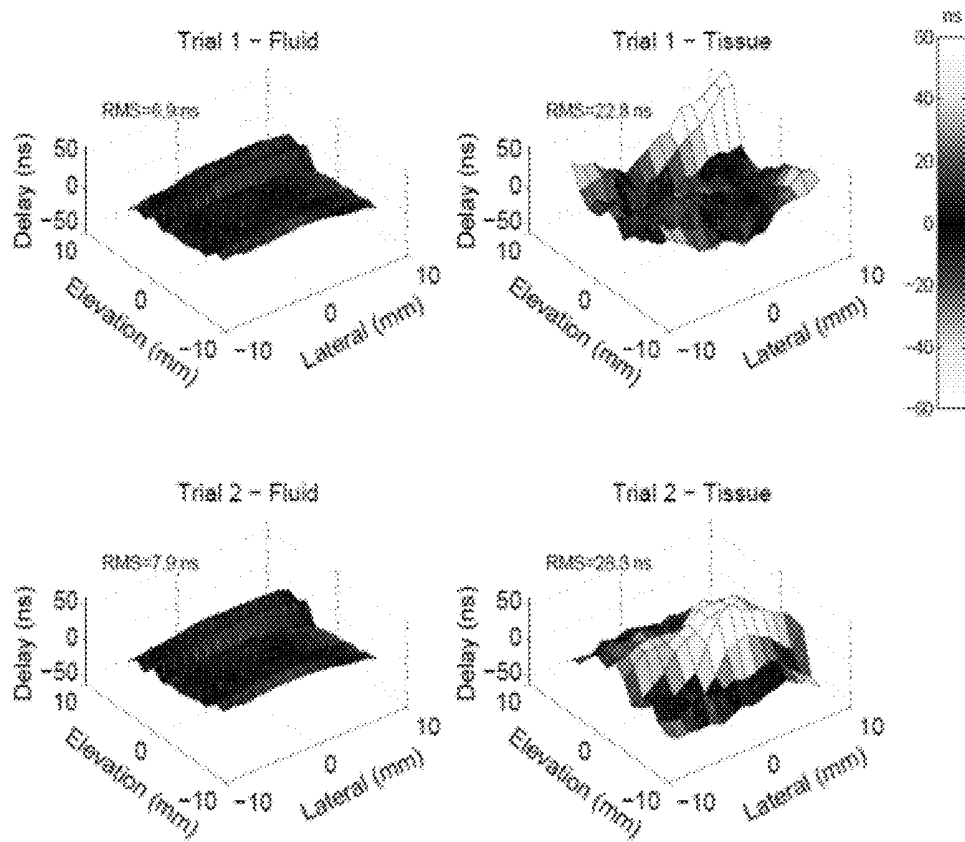 ns
Trial 1 – Fluid
Trial 1 – Tissue
RMS=6.9 ns
RMS=22.8 ns
60
40
20
0
−20
−40
−60
50
0
−50
10
0
−10
−10
0
10
Delay (ns)
Elevation (mm)
Lateral (mm)
50
0
−50
10
0
−10
−10
0
10
Delay (ns)
Elevation (mm)
Lateral (mm)
Trial 2 – Fluid
Trial 2 – Tissue
RMS=7.9 ns
RMS=28.3 ns
50
0
−50
10
0
−10
−10
0
10
Delay (ns)
Elevation (mm)
Lateral (mm)
50
0
−50
10
0
−10
−10
0
10
Delay (ns)
Elevation (mm)
Lateral (mm)